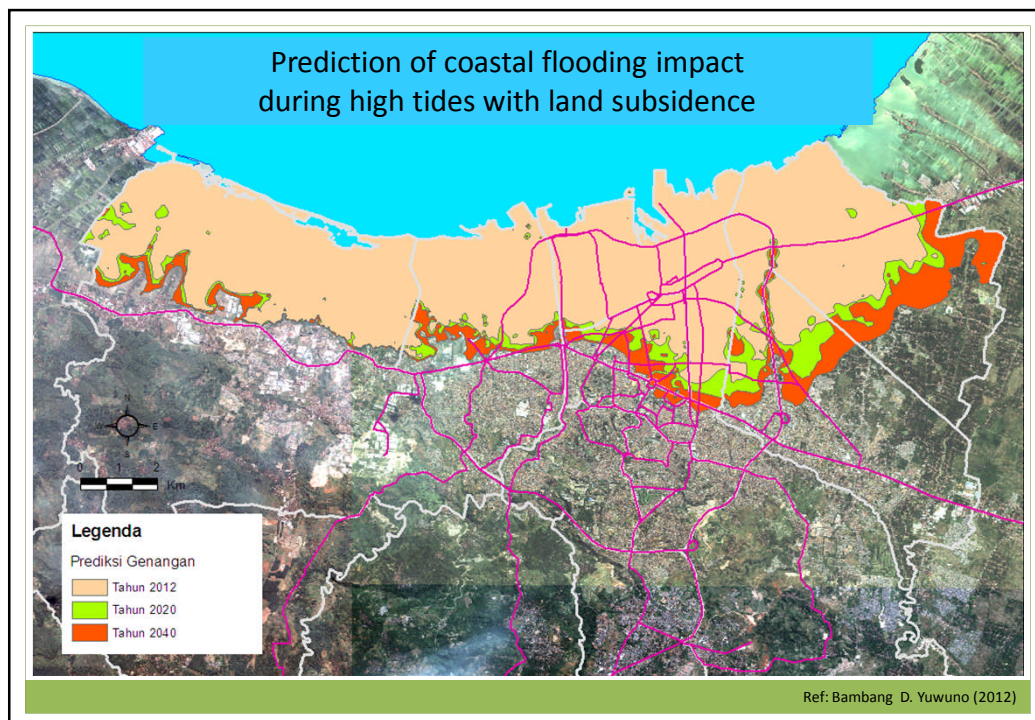 Prediction of coastal flooding impact
during high tides with land subsidence
N
W E
S
0 1 2
Km
Legenda
Prediksi Genangan
Tahun 2012
Tahun 2020
Tahun 2040
Ref: Bambang D. Yuwuno (2012)